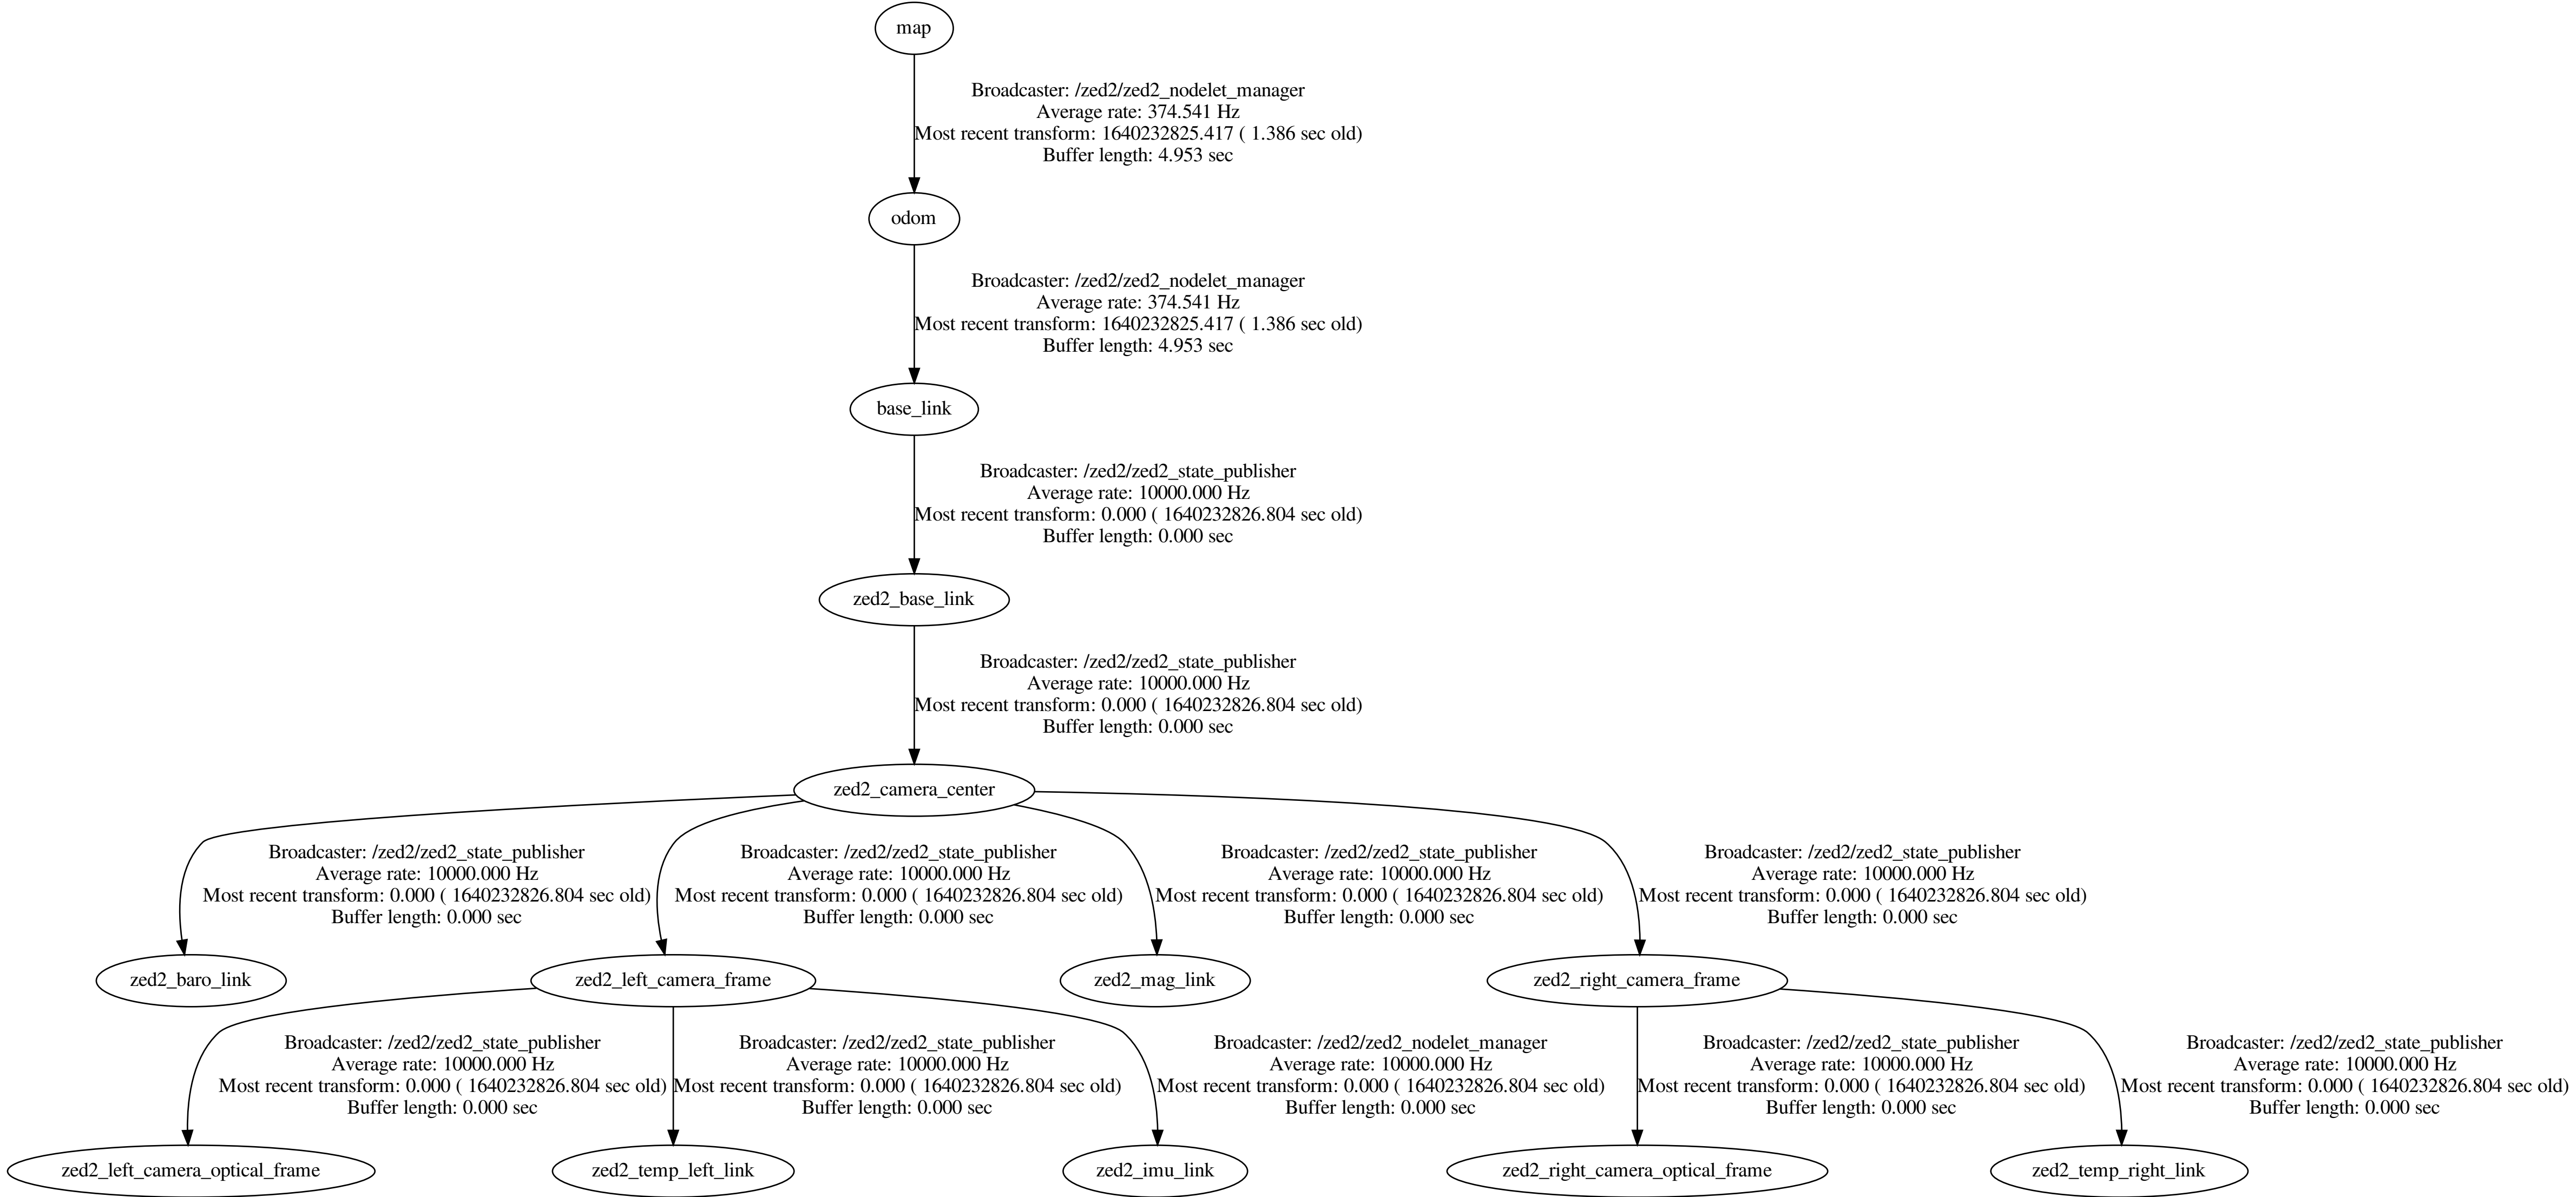 map
Broadcaster: /zed2/zed2_nodelet_manager
Average rate: 374.541 Hz
Most recent transform: 1640232825.417 ( 1.386 sec old)
Buffer length: 4.953 sec
odom
Broadcaster: /zed2/zed2_nodelet_manager
Average rate: 374.541 Hz
Most recent transform: 1640232825.417 ( 1.386 sec old)
Buffer length: 4.953 sec
base_link
Broadcaster: /zed2/zed2_state_publisher
Average rate: 10000.000 Hz
Most recent transform: 0.000 ( 1640232826.804 sec old)
Buffer length: 0.000 sec
zed2_base_link
Broadcaster: /zed2/zed2_state_publisher
Average rate: 10000.000 Hz
Most recent transform: 0.000 ( 1640232826.804 sec old)
Buffer length: 0.000 sec
zed2_camera_center
Broadcaster: /zed2/zed2_state_publisher
Average rate: 10000.000 Hz
Most recent transform: 0.000 ( 1640232826.804 sec old)
Buffer length: 0.000 sec
Broadcaster: /zed2/zed2_state_publisher
Average rate: 10000.000 Hz
Most recent transform: 0.000 ( 1640232826.804 sec old)
Buffer length: 0.000 sec
Broadcaster: /zed2/zed2_state_publisher
Average rate: 10000.000 Hz
Most recent transform: 0.000 ( 1640232826.804 sec old)
Buffer length: 0.000 sec
Broadcaster: /zed2/zed2_state_publisher
Average rate: 10000.000 Hz
Most recent transform: 0.000 ( 1640232826.804 sec old)
Buffer length: 0.000 sec
zed2_baro_link
zed2_left_camera_frame
zed2_mag_link
zed2_right_camera_frame
Broadcaster: /zed2/zed2_state_publisher
Average rate: 10000.000 Hz
Most recent transform: 0.000 ( 1640232826.804 sec old)
Buffer length: 0.000 sec
Broadcaster: /zed2/zed2_state_publisher
Average rate: 10000.000 Hz
Most recent transform: 0.000 ( 1640232826.804 sec old)
Buffer length: 0.000 sec
Broadcaster: /zed2/zed2_nodelet_manager
Average rate: 10000.000 Hz
Most recent transform: 0.000 ( 1640232826.804 sec old)
Buffer length: 0.000 sec
Broadcaster: /zed2/zed2_state_publisher
Average rate: 10000.000 Hz
Most recent transform: 0.000 ( 1640232826.804 sec old)
Buffer length: 0.000 sec
Broadcaster: /zed2/zed2_state_publisher
Average rate: 10000.000 Hz
Most recent transform: 0.000 ( 1640232826.804 sec old)
Buffer length: 0.000 sec
zed2_left_camera_optical_frame
zed2_temp_left_link
zed2_imu_link
zed2_right_camera_optical_frame
zed2_temp_right_link